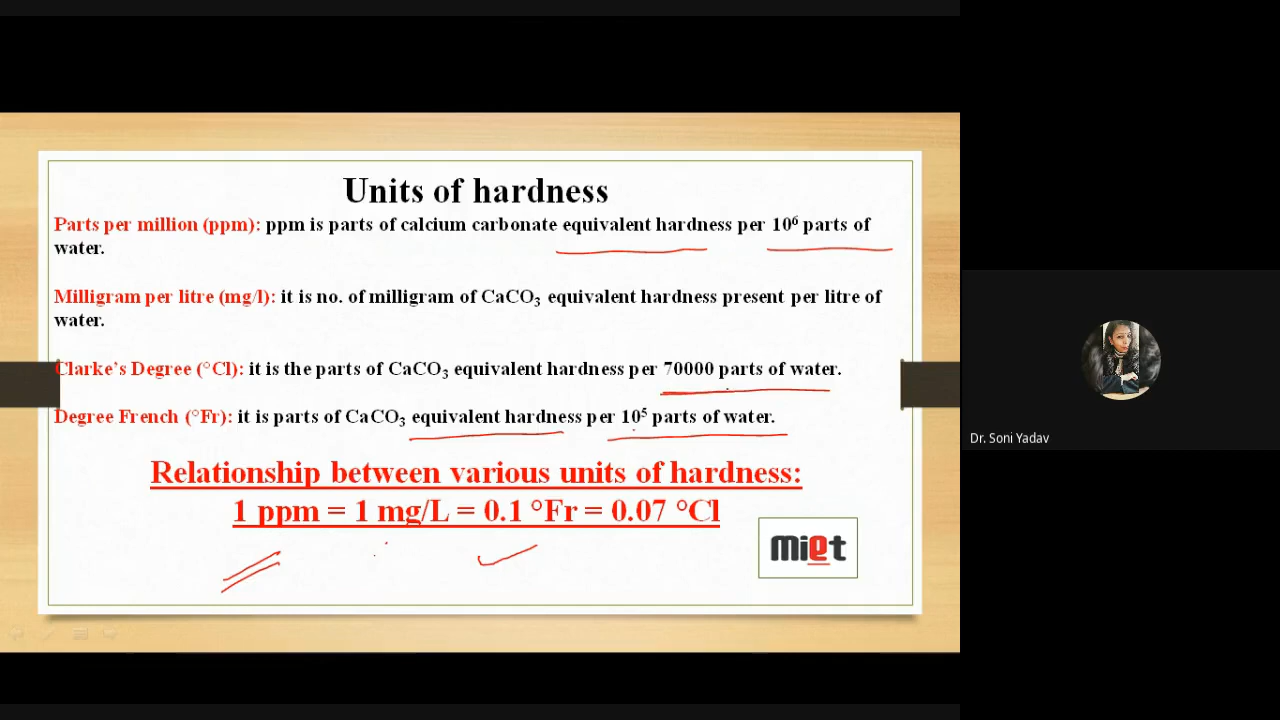 Units of hardness
Parts per million (ppm): ppm is parts of calcium carbonate equivalent hardness per 10⁶ parts of
water.
Milligram per litre (mg/l): it is no. of milligram of CaCO₃ equivalent hardness present per litre of
water.
Clarke's Degree (°Cl): it is the parts of CaCO₃ equivalent hardness per 70000 parts of water.
Degree French (°Fr): it is parts of CaCO₃ equivalent hardness per 10⁵ parts of water.
Relationship between various units of hardness:
1 ppm = 1 mg/L = 0.1 °Fr = 0.07 °Cl
miet
Dr. Soni Yadav